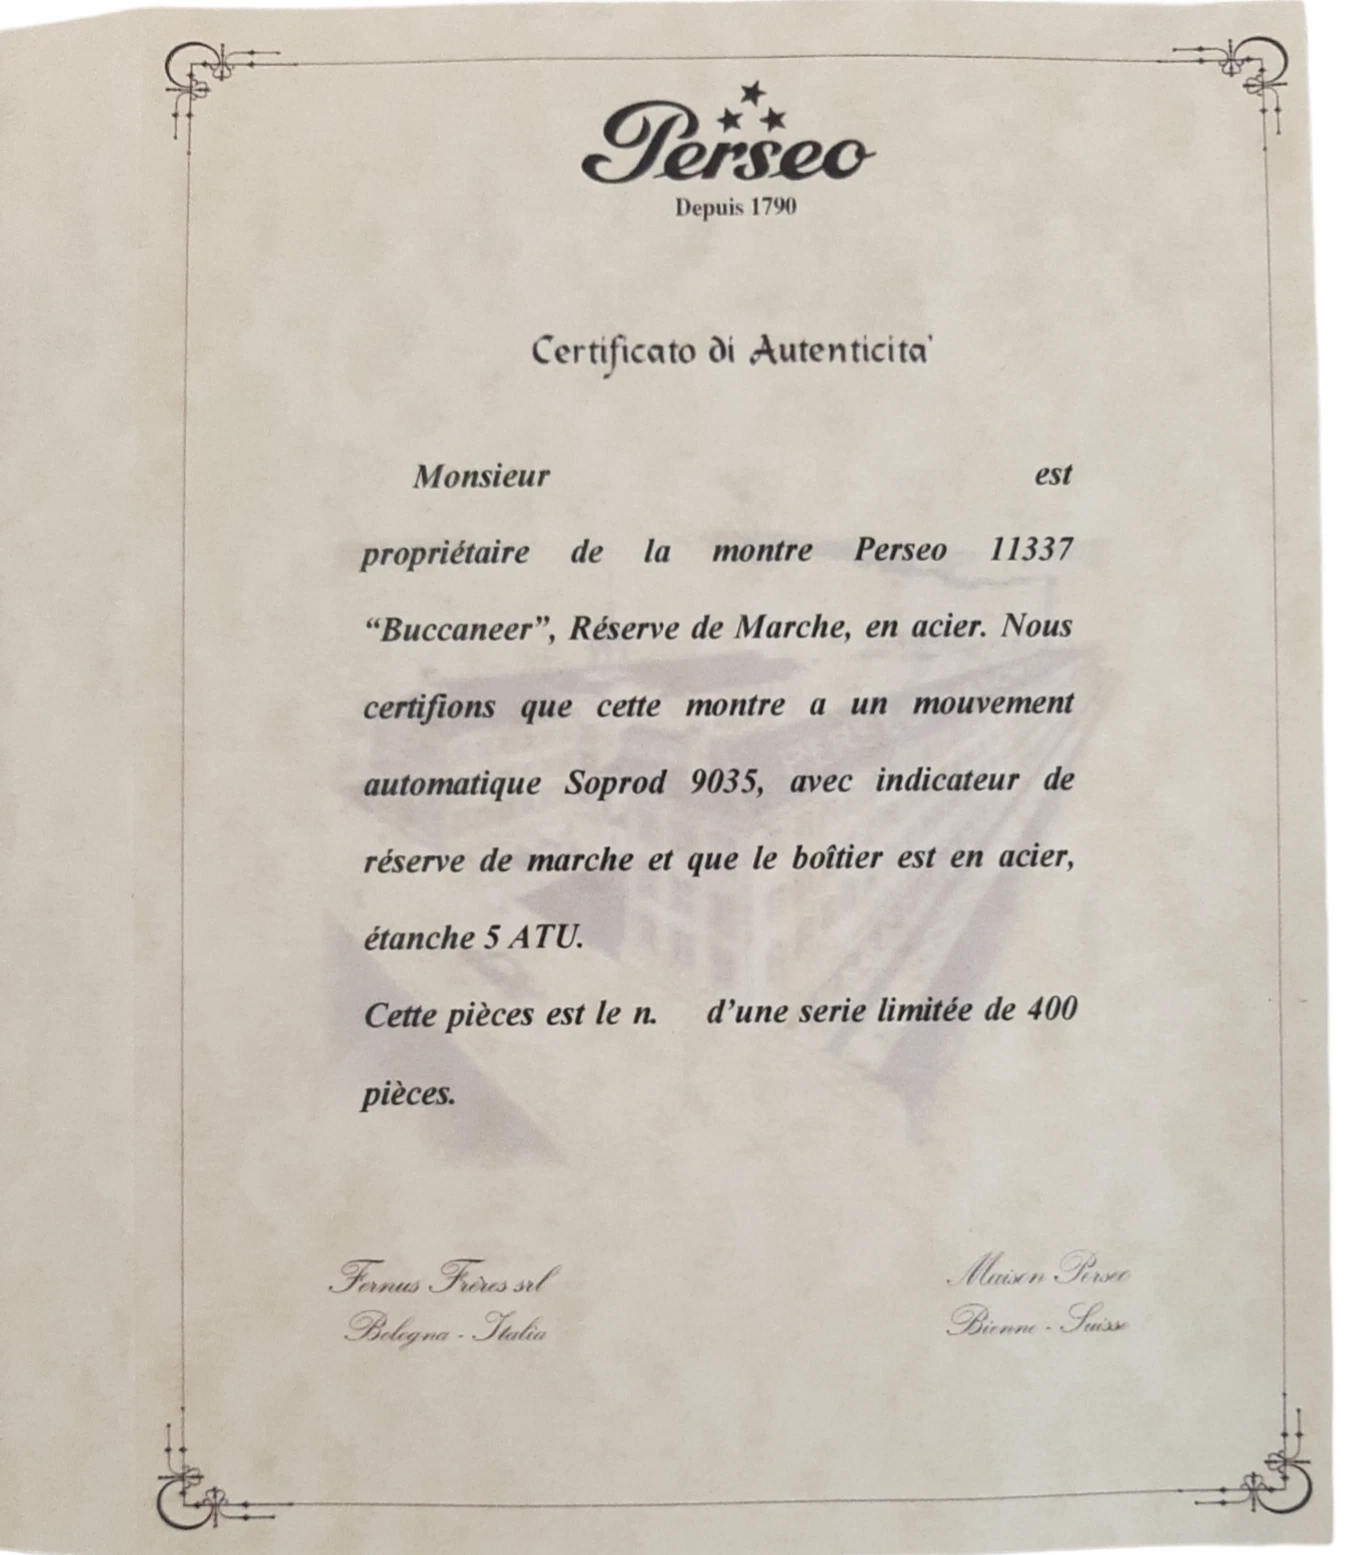 Perseo
Depuis 1790
Certificato di Autenticita'
Monsieur est
propriétaire de la montre Perseo 11337
“Buccaneer”, Réserve de Marche, en acier. Nous
certifions que cette montre a un mouvement
automatique Soprod 9035, avec indicateur de
réserve de marche et que le boîtier est en acier,
étanche 5 ATU.
Cette pièces est le n. d’une serie limitée de 400
pièces.
Fernus Frères srl
Bologna - Italia
Maison Perseo
Bienne - Suisse